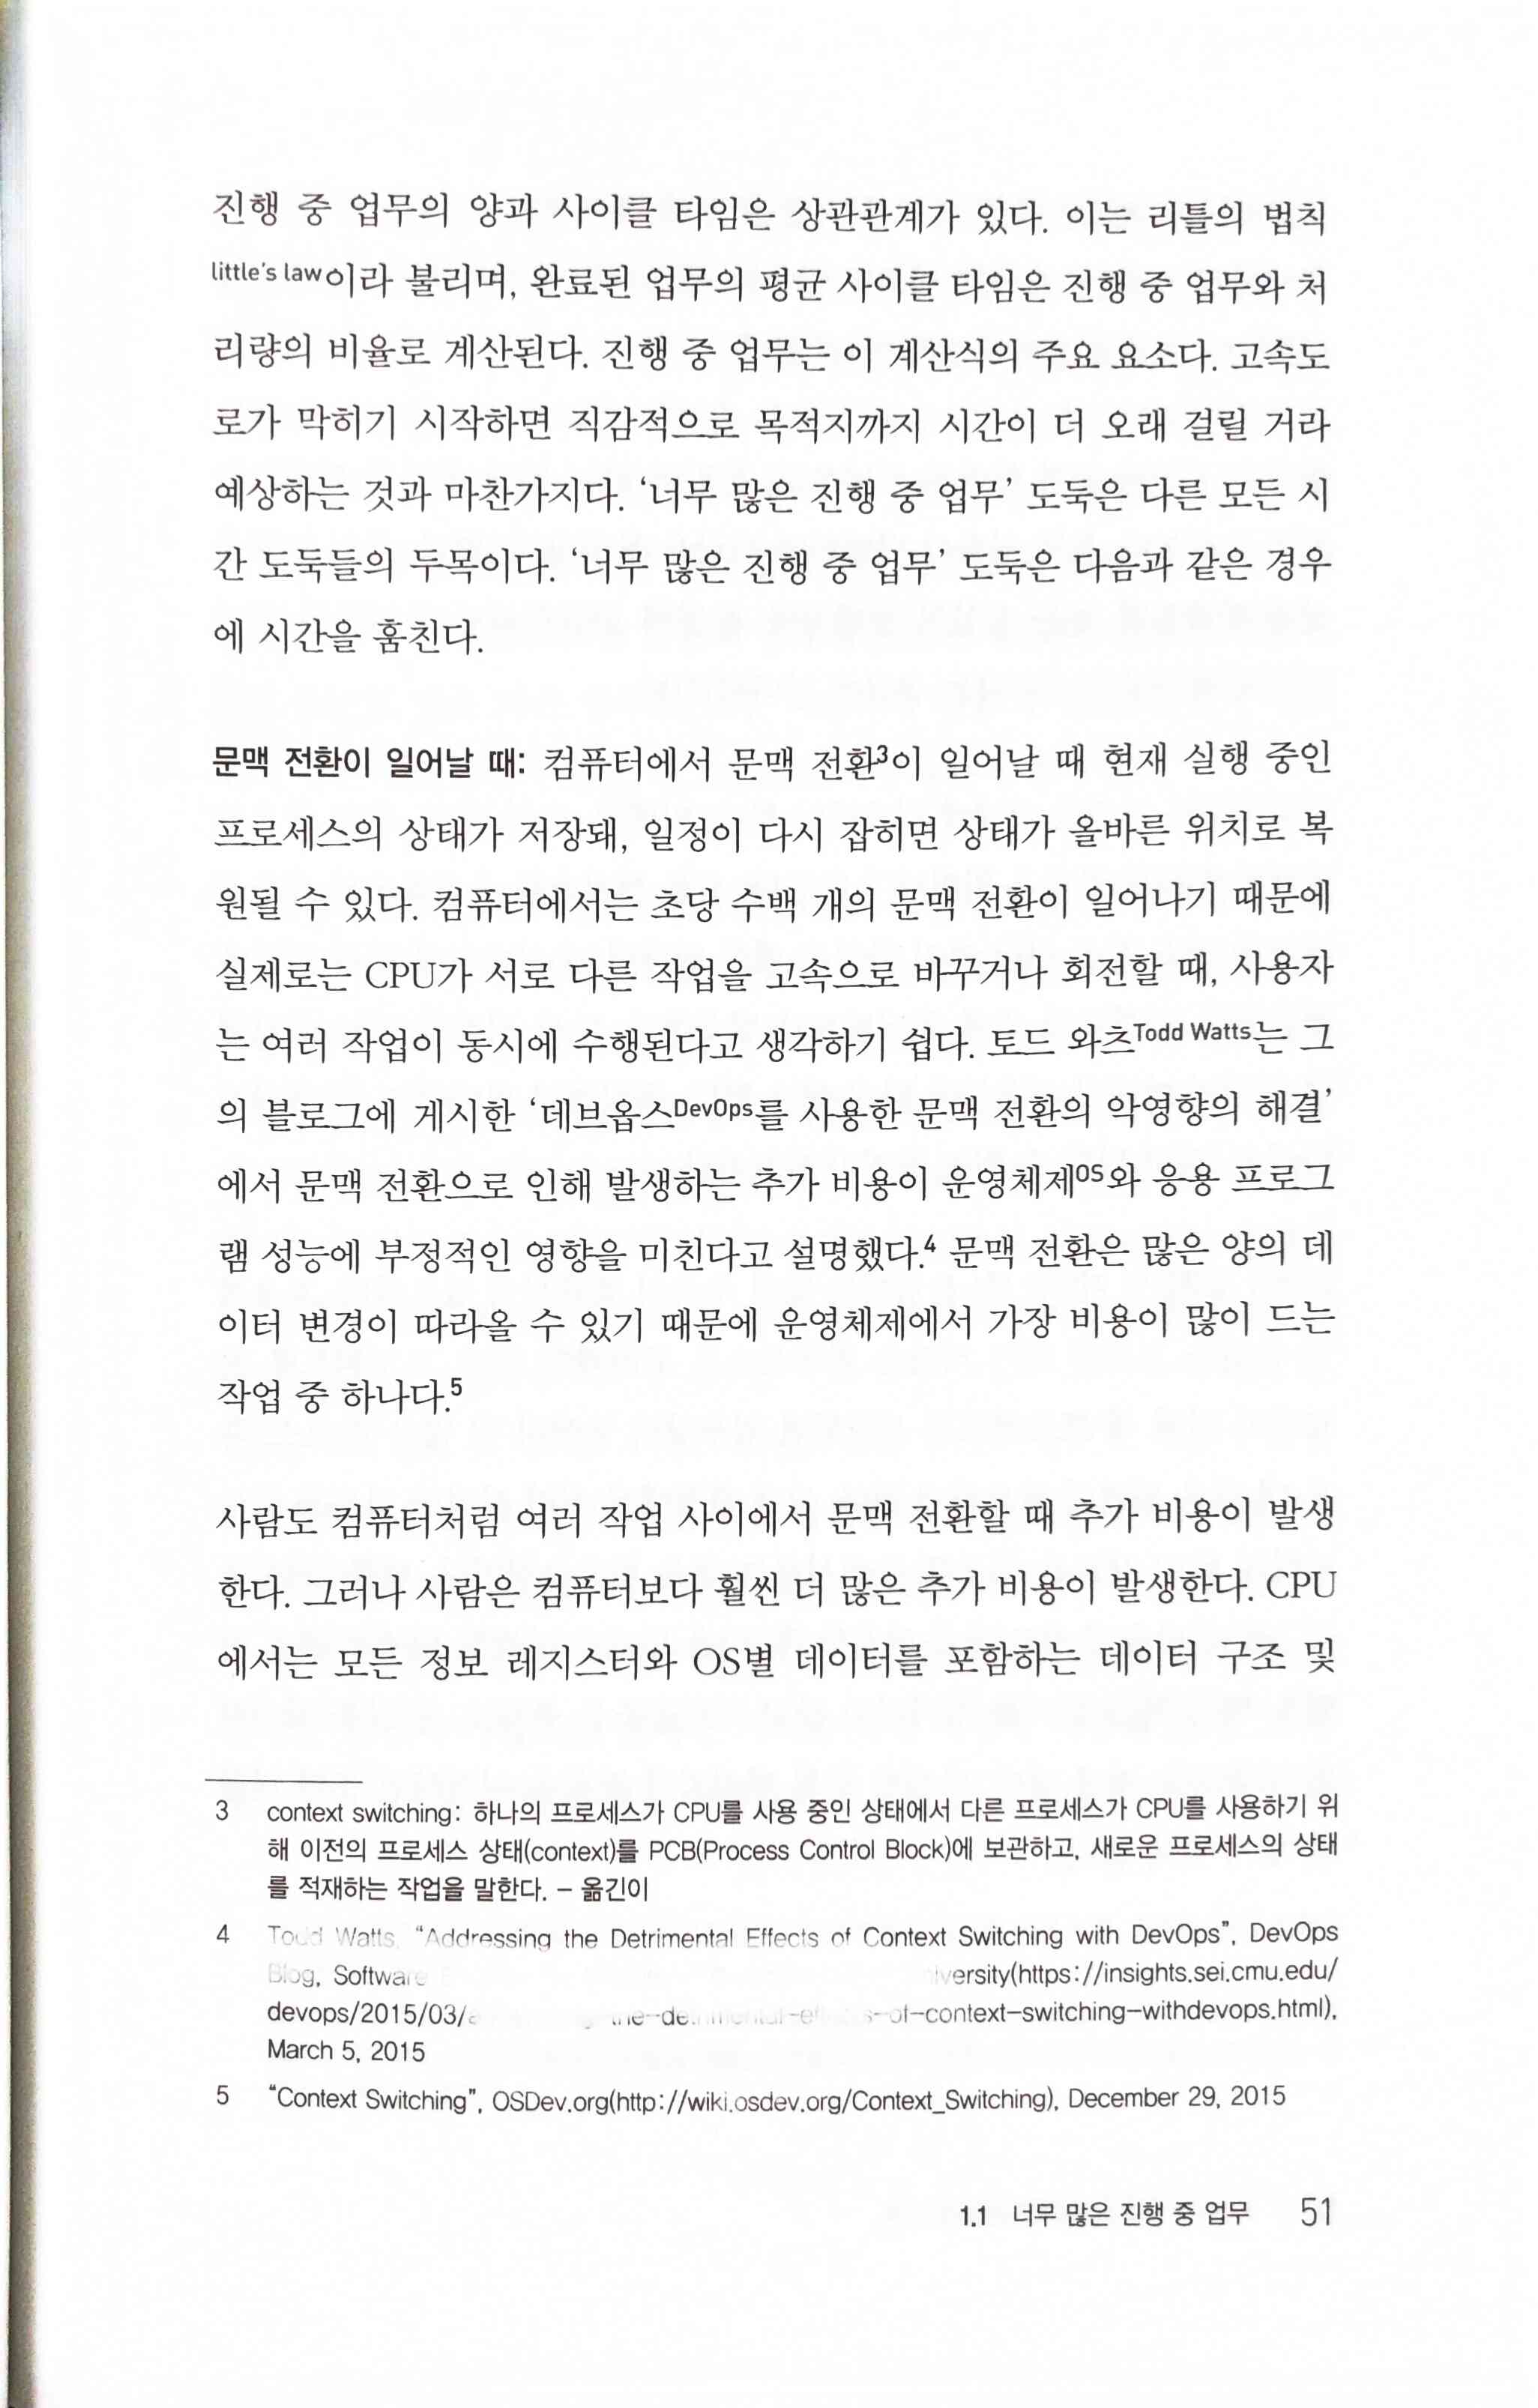 진행 중 업무의 양과 사이클 타임은 상관관계가 있다. 이는 리틀의 법칙
little's law이라 불리며, 완료된 업무의 평균 사이클 타임은 진행 중 업무와 처
리량의 비율로 계산된다. 진행 중 업무는 이 계산식의 주요 요소다. 고속도
로가 막히기 시작하면 직감적으로 목적지까지 시간이 더 오래 걸릴 거라
예상하는 것과 마찬가지다. ‘너무 많은 진행 중 업무’ 도둑은 다른 모든 시
간 도둑들의 두목이다. ‘너무 많은 진행 중 업무’ 도둑은 다음과 같은 경우
에 시간을 훔친다.
문맥 전환이 일어날 때: 컴퓨터에서 문맥 전환3이 일어날 때 현재 실행 중인
프로세스의 상태가 저장돼, 일정이 다시 잡히면 상태가 올바른 위치로 복
원될 수 있다. 컴퓨터에서는 초당 수백 개의 문맥 전환이 일어나기 때문에
실제로는 CPU가 서로 다른 작업을 고속으로 바꾸거나 회전할 때, 사용자
는 여러 작업이 동시에 수행된다고 생각하기 쉽다. 토드 와츠Todd Watts는 그
의 블로그에 게시한 ‘데브옵스DevOps를 사용한 문맥 전환의 악영향의 해결’
에서 문맥 전환으로 인해 발생하는 추가 비용이 운영체제OS와 응용 프로그
램 성능에 부정적인 영향을 미친다고 설명했다.4 문맥 전환은 많은 양의 데
이터 변경이 따라올 수 있기 때문에 운영체제에서 가장 비용이 많이 드는
작업 중 하나다.5
사람도 컴퓨터처럼 여러 작업 사이에서 문맥 전환할 때 추가 비용이 발생
한다. 그러나 사람은 컴퓨터보다 훨씬 더 많은 추가 비용이 발생한다. CPU
에서는 모든 정보 레지스터와 OS별 데이터를 포함하는 데이터 구조 및
3 context switching: 하나의 프로세스가 CPU를 사용 중인 상태에서 다른 프로세스가 CPU를 사용하기 위
해 이전의 프로세스 상태(context)를 PCB(Process Control Block)에 보관하고, 새로운 프로세스의 상태
를 적재하는 작업을 말한다. – 옮긴이
4 Todd Watts, “Addressing the Detrimental Effects of Context Switching with DevOps”, DevOps
Blog, Software versity(https://insights.sei.cmu.edu/
devops/2015/03/ -of-context-switching-withdevops.html),
March 5, 2015
5 “Context Switching”, OSDev.org(http://wiki.osdev.org/Context_Switching), December 29, 2015
1.1 너무 많은 진행 중 업무 51